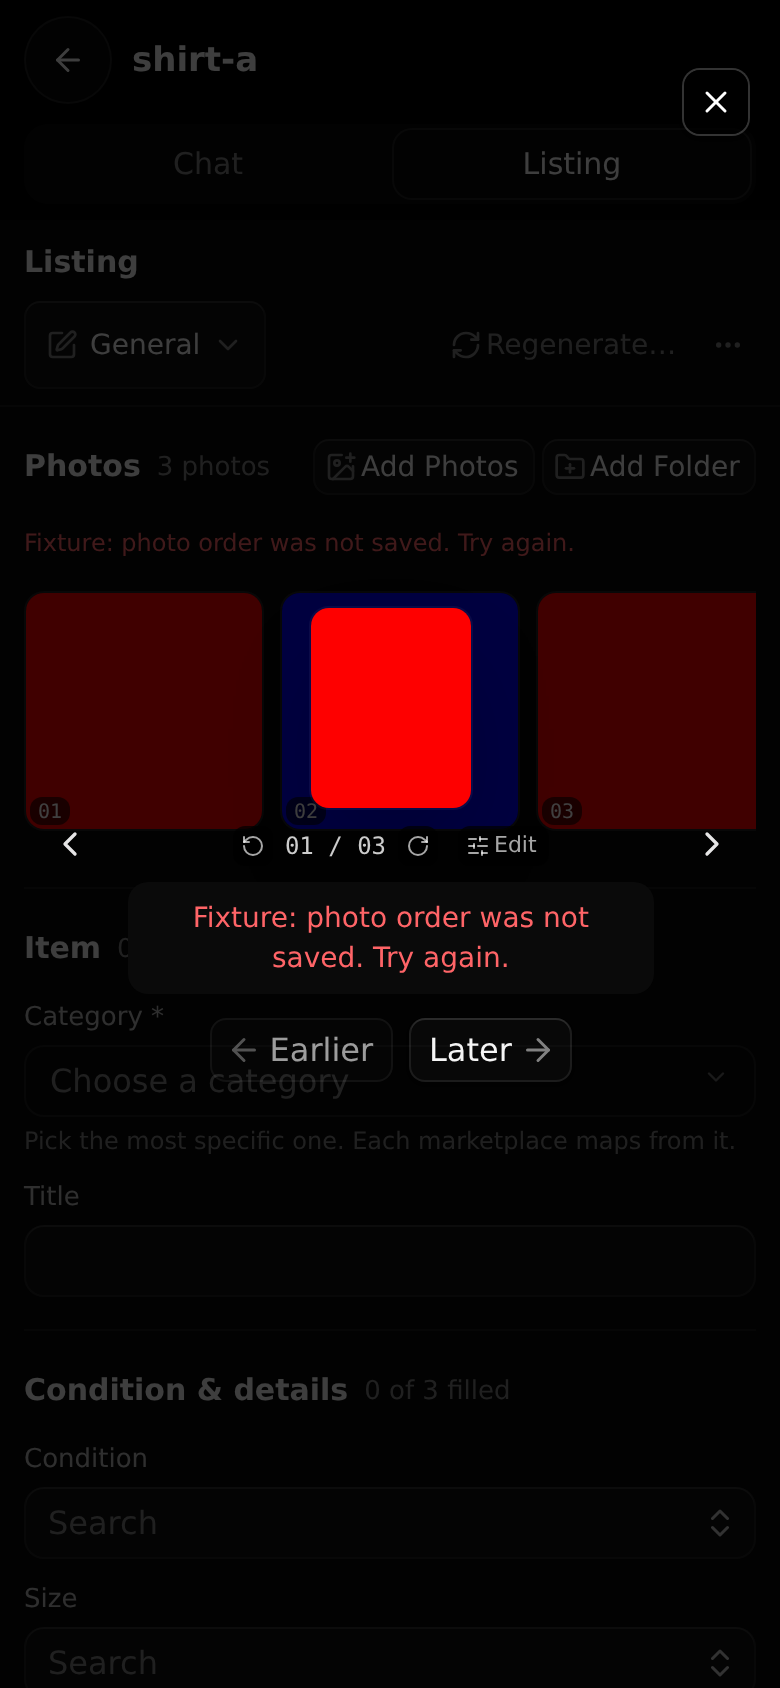 shirt-a
Chat
Listing
Listing
General
Regenerate...
Photos 3 photos
Add Photos
Add Folder
Fixture: photo order was not saved. Try again.
01
02
03
01 / 03
Edit
Fixture: photo order was not
saved. Try again.
Item 0
Category *
Earlier
Later
Choose a category
Pick the most specific one. Each marketplace maps from it.
Title
Condition & details 0 of 3 filled
Condition
Search
Size
Search